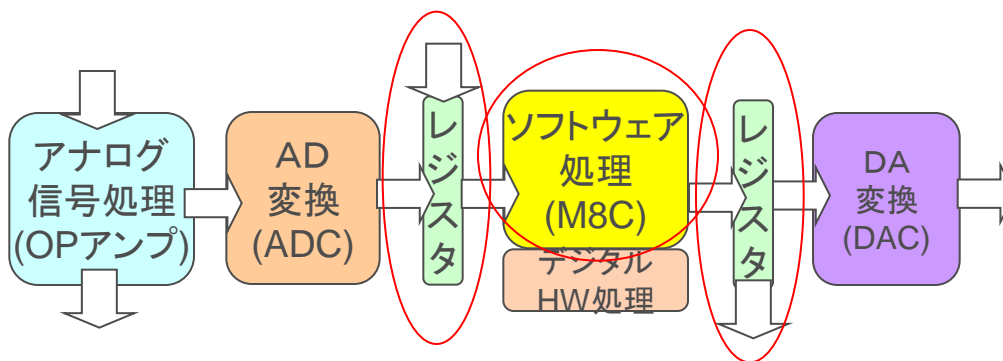 アナログ
信号処理
(OPアンプ)
AD
変換
(ADC)
レジスタ
ソフトウェア
処理
(M8C)
デジタル
HW処理
レジスタ
DA
変換
(DAC)